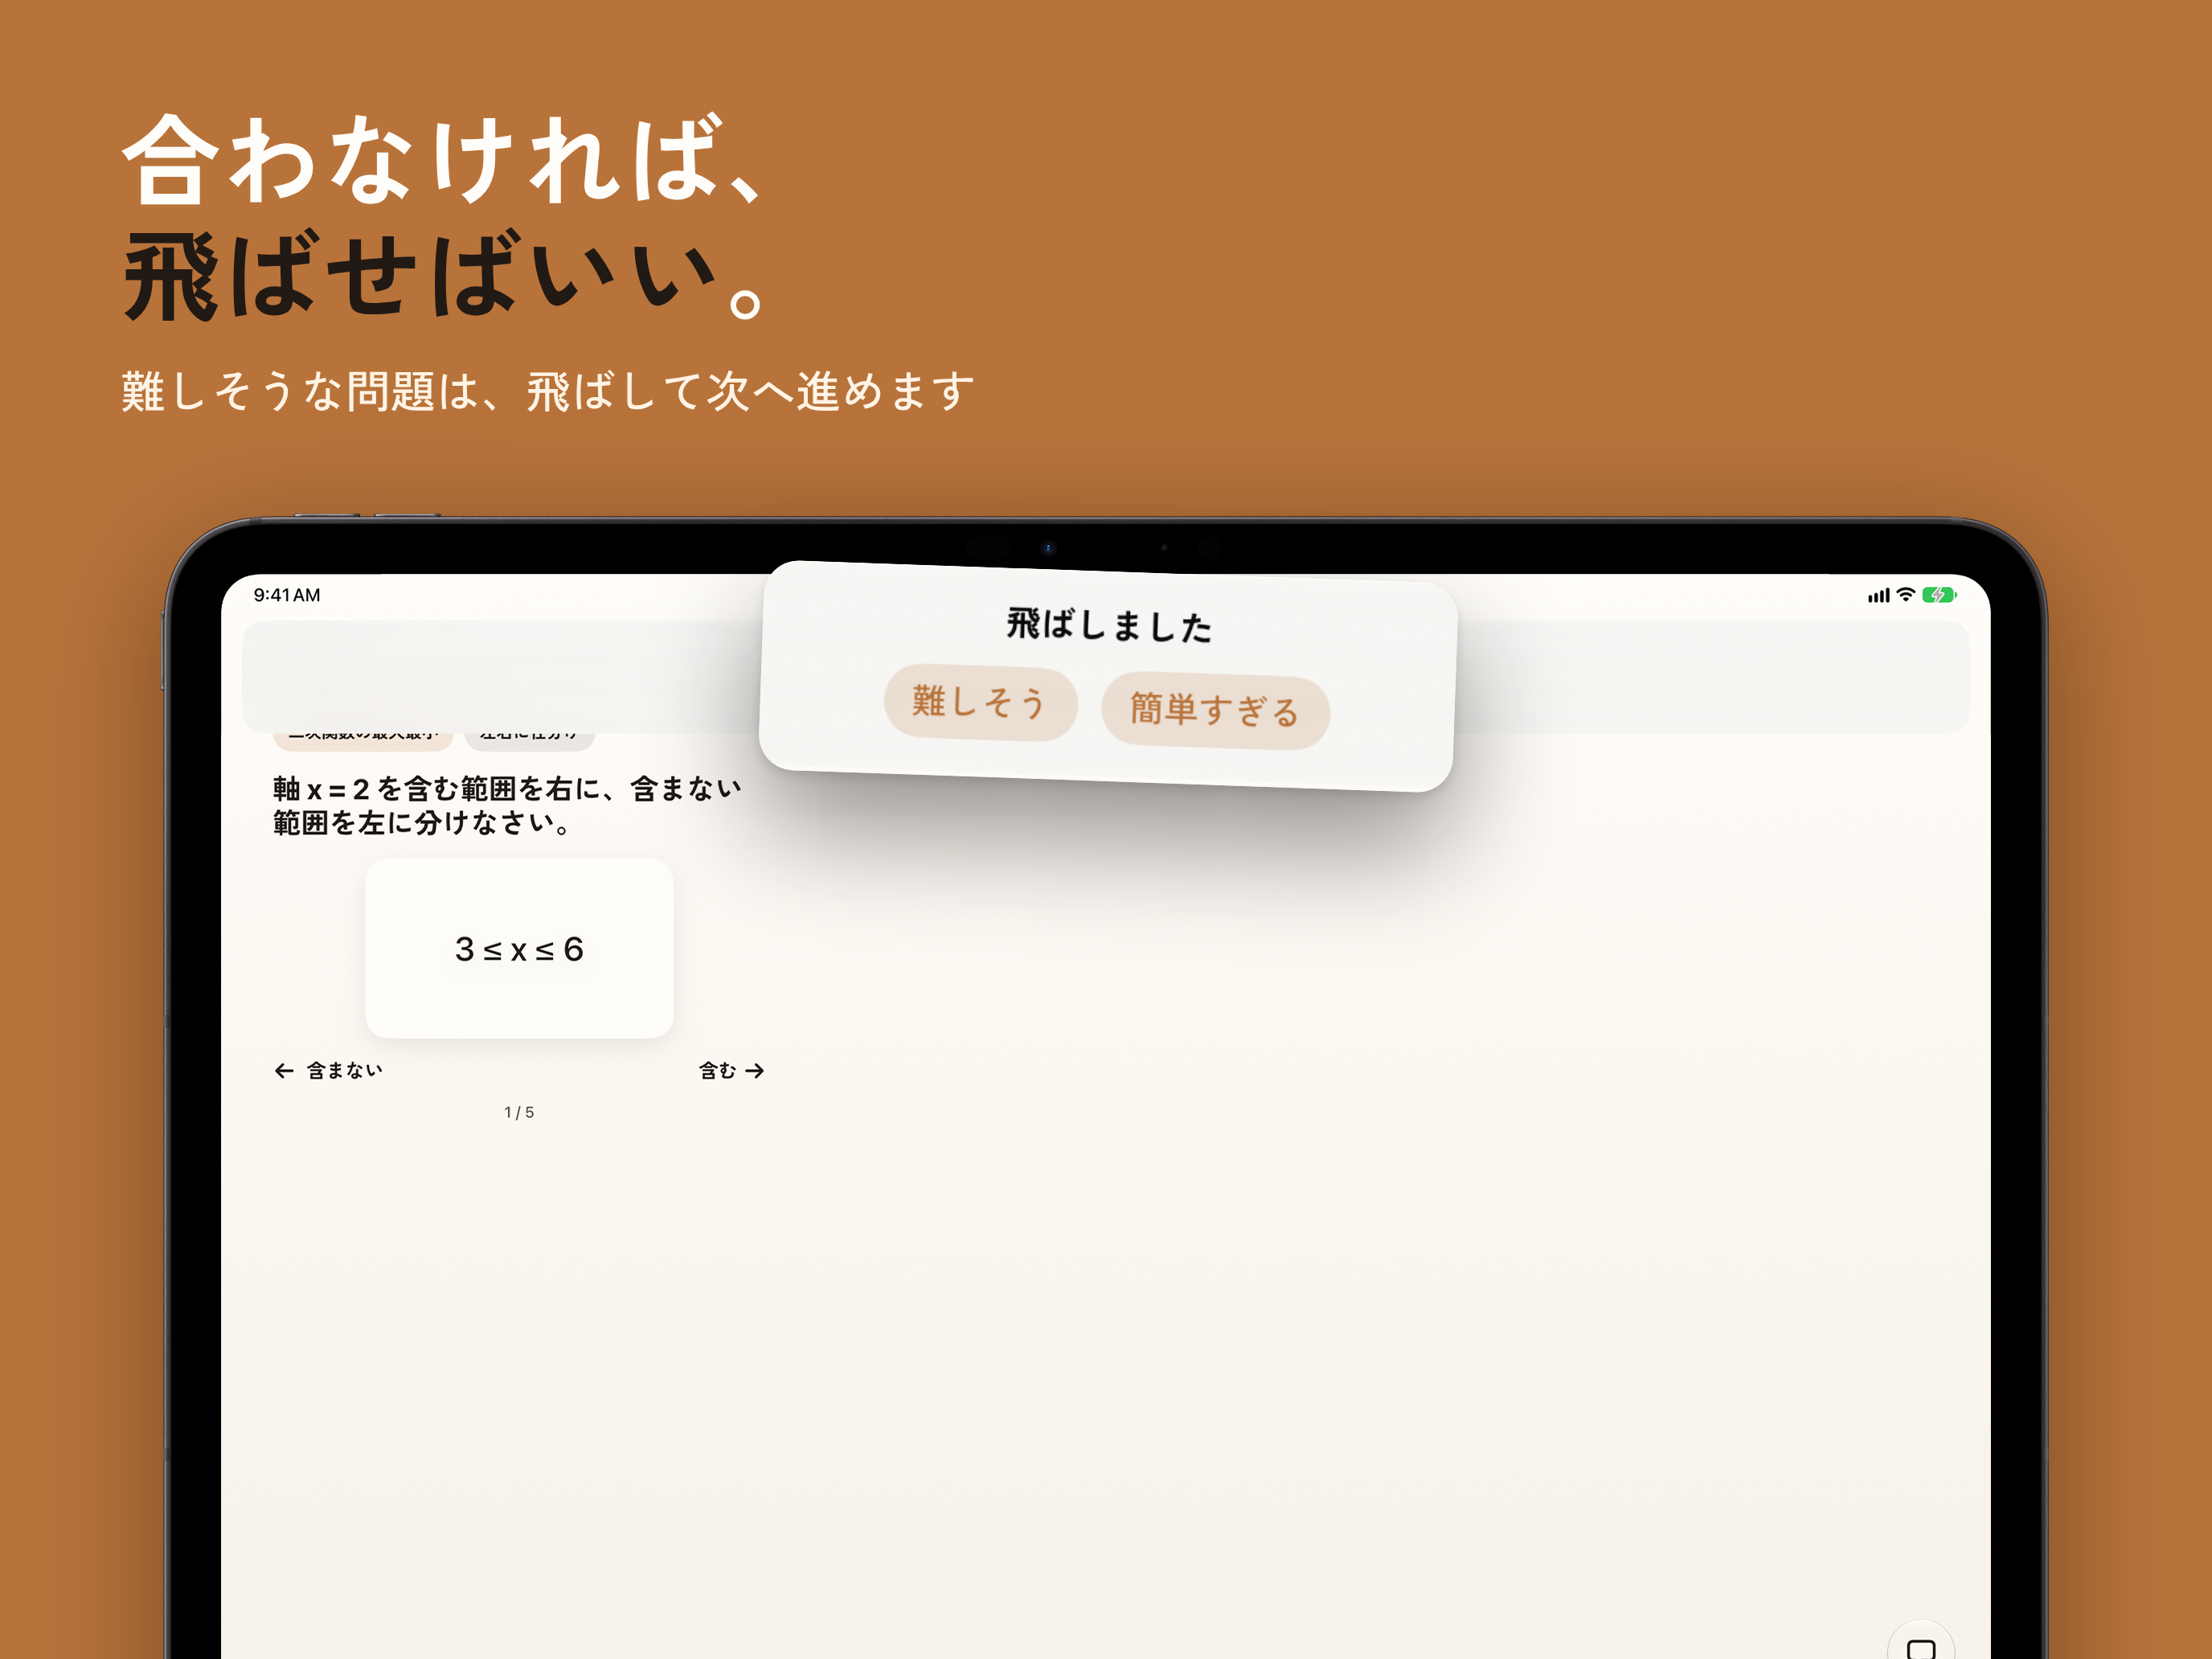 合わなければ、
飛ばせばいい。
難しそうな問題は、飛ばして次へ進めます
9:41 AM
飛ばしました
難しそう
簡単すぎる
軸 x = 2 を含む範囲を右に、含まない
範囲を左に分けなさい。
3 ≤ x ≤ 6
← 含まない
含む →
1 / 5